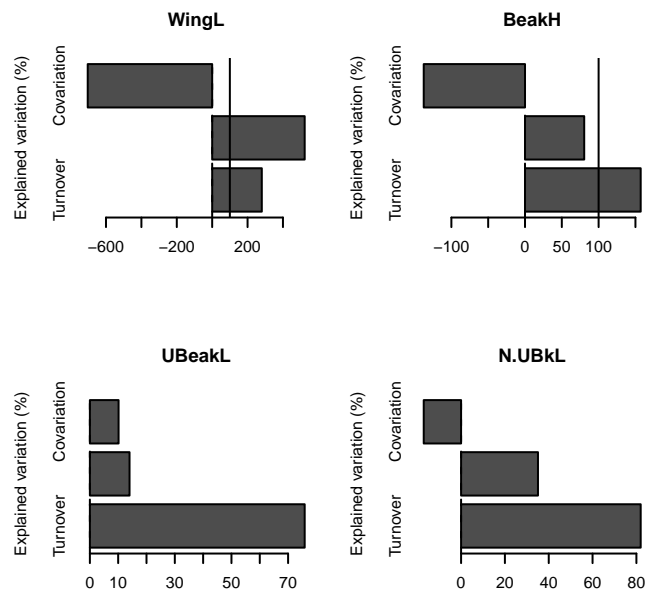 WingL
Explained variation (%)
Turnover
Covariation
−600 −200 200
BeakH
Explained variation (%)
Turnover
Covariation
−100 0 50 100
UBeakL
Explained variation (%)
Turnover
Covariation
0 10 30 50 70
N.UBkL
Explained variation (%)
Turnover
Covariation
0 20 40 60 80